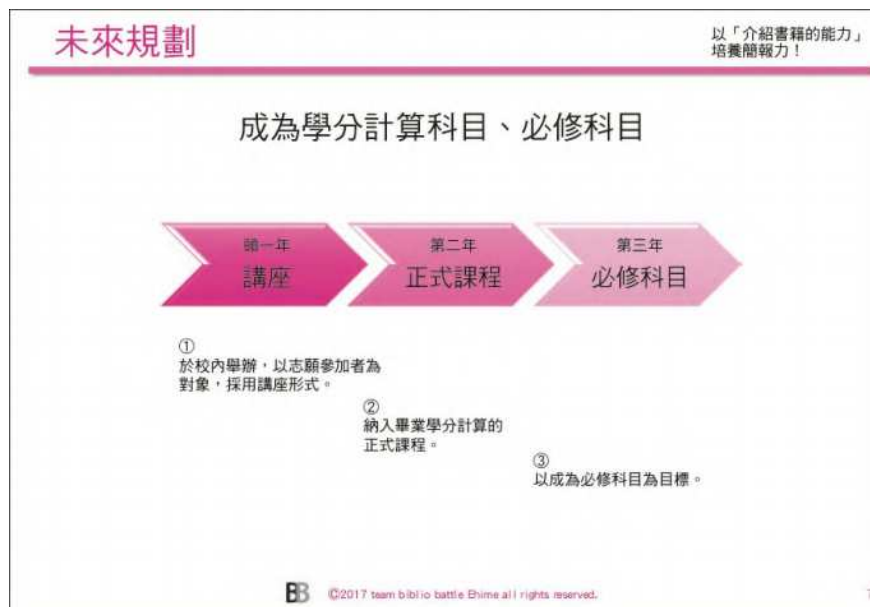 未來規劃
以「介紹書籍的能力」
培養簡報力！
成為學分計算科目、必修科目
頭一年
講座
第二年
正式課程
第三年
必修科目
①
於校內舉辦，以志願參加者為
對象，採用講座形式。
②
納入畢業學分計算的
正式課程。
③
以成為必修科目為目標。
BB ©2017 team biblio battle Ehime all rights reserved.